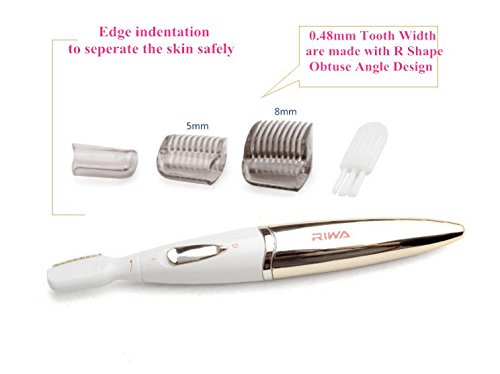 Edge indentation
to seperate the skin safely
0.48mm Tooth Width
are made with R Shape
Obtuse Angle Design
5mm
8mm
RIWA